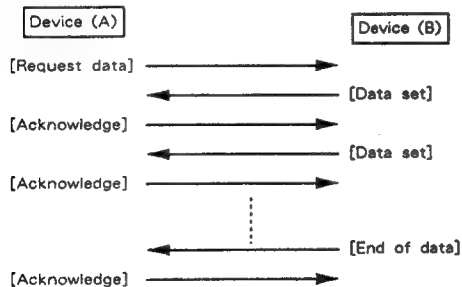 Device (A)
Device (B)
[Request data]
[Data set]
[Acknowledge]
[Data set]
[Acknowledge]
[End of data]
[Acknowledge]